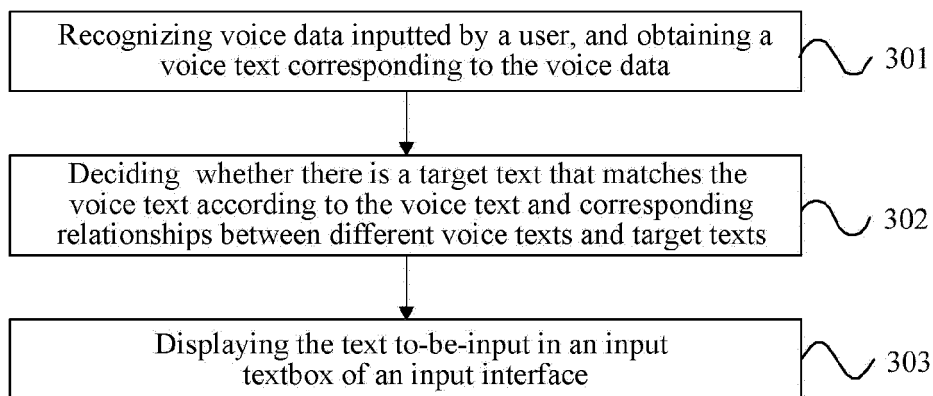 Recognizing voice data inputted by a user, and obtaining a
voice text corresponding to the voice data
301
Deciding whether there is a target text that matches the
voice text according to the voice text and corresponding
relationships between different voice texts and target texts
302
Displaying the text to-be-input in an input
textbox of an input interface
303